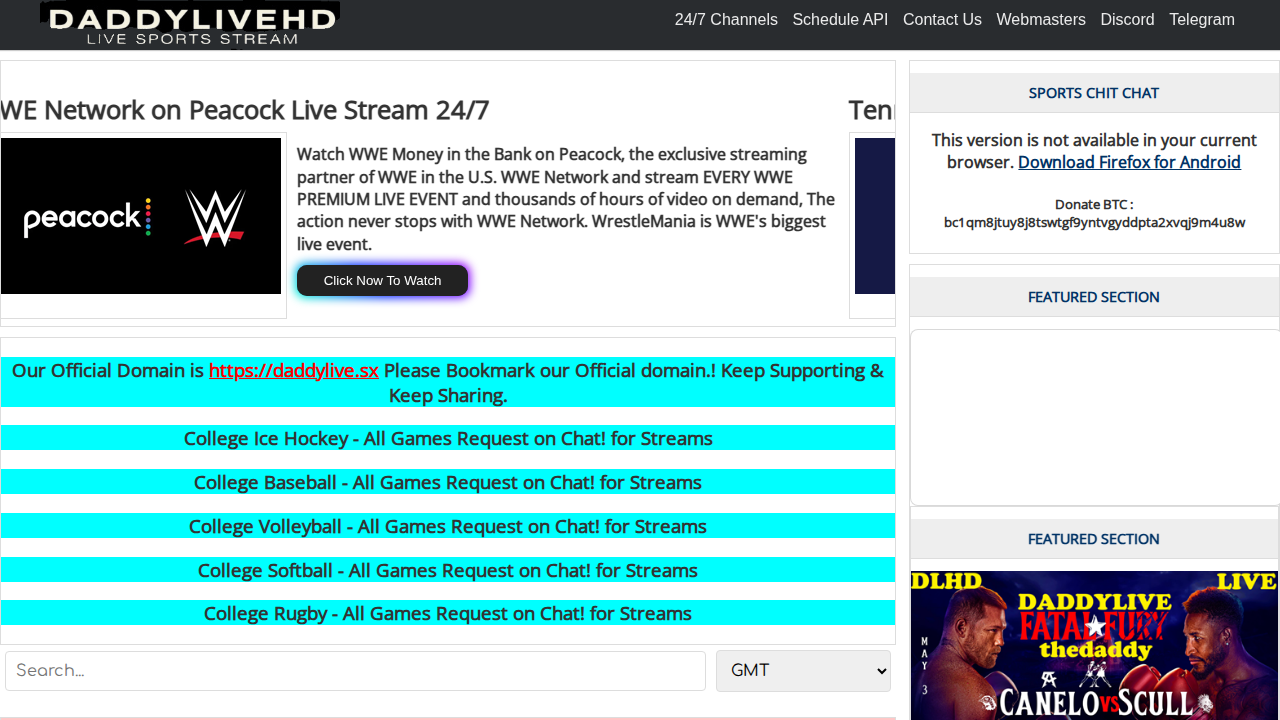 DADDYLIVEHD
LIVE SPORTS STREAM
24/7 Channels Schedule API Contact Us Webmasters Discord Telegram
WE Network on Peacock Live Stream 24/7
Tenn
peacock W
Watch WWE Money in the Bank on Peacock, the exclusive streaming
partner of WWE in the U.S. WWE Network and stream EVERY WWE
PREMIUM LIVE EVENT and thousands of hours of video on demand, The
action never stops with WWE Network. WrestleMania is WWE's biggest
live event.
Click Now To Watch
Our Official Domain is https://daddylive.sx Please Bookmark our Official domain.! Keep Supporting &
Keep Sharing.
College Ice Hockey - All Games Request on Chat! for Streams
College Baseball - All Games Request on Chat! for Streams
College Volleyball - All Games Request on Chat! for Streams
College Softball - All Games Request on Chat! for Streams
College Rugby - All Games Request on Chat! for Streams
Search...
GMT
SPORTS CHIT CHAT
This version is not available in your current
browser. Download Firefox for Android
Donate BTC :
bc1qm8jtuy8j8tswtgf9yntvgyddpta2xvqj9m4u8w
FEATURED SECTION
FEATURED SECTION
DLHD LIVE
DADDYLIVE
FATAL FURY
thedaddy
MAY 3
CANELO VS SCULL